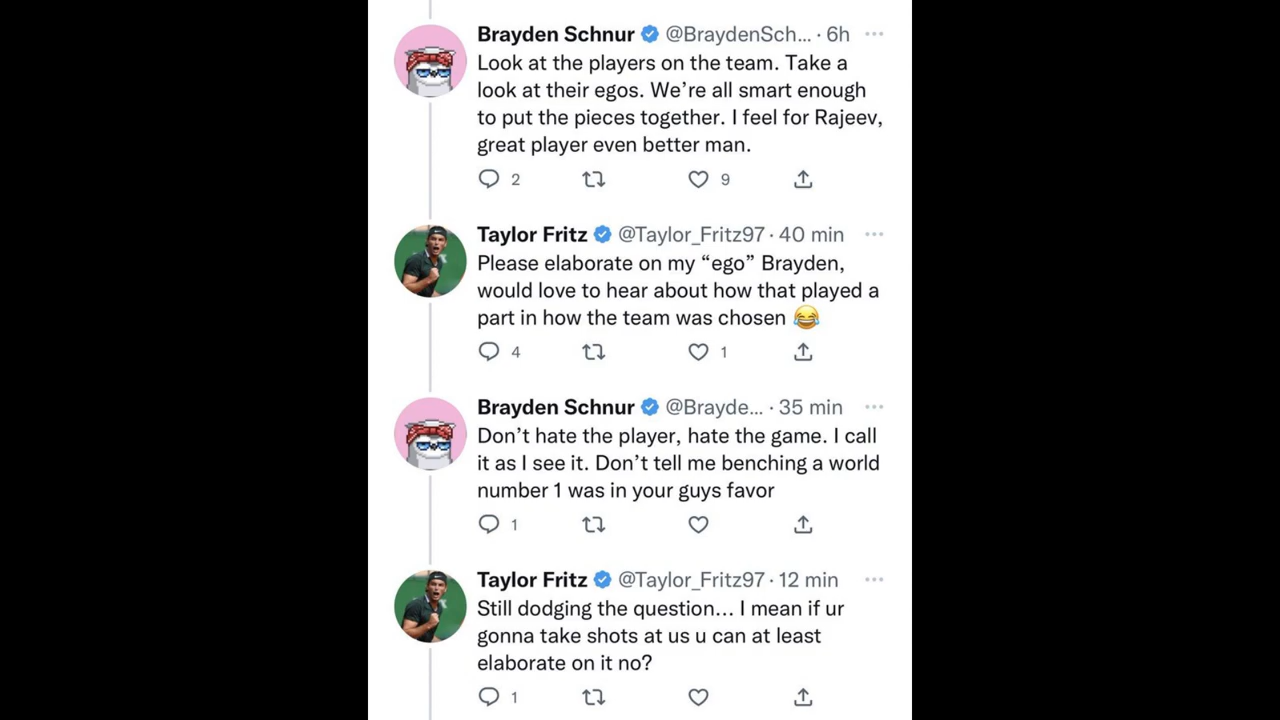 Brayden Schnur @BraydenSch... · 6h
Look at the players on the team. Take a
look at their egos. We’re all smart enough
to put the pieces together. I feel for Rajeev,
great player even better man.
2 9
Taylor Fritz @Taylor_Fritz97 · 40 min
Please elaborate on my “ego” Brayden,
would love to hear about how that played a
part in how the team was chosen 😂
4 1
Brayden Schnur @Brayde... · 35 min
Don’t hate the player, hate the game. I call
it as I see it. Don’t tell me benching a world
number 1 was in your guys favor
1
Taylor Fritz @Taylor_Fritz97 · 12 min
Still dodging the question... I mean if ur
gonna take shots at us u can at least
elaborate on it no?
1